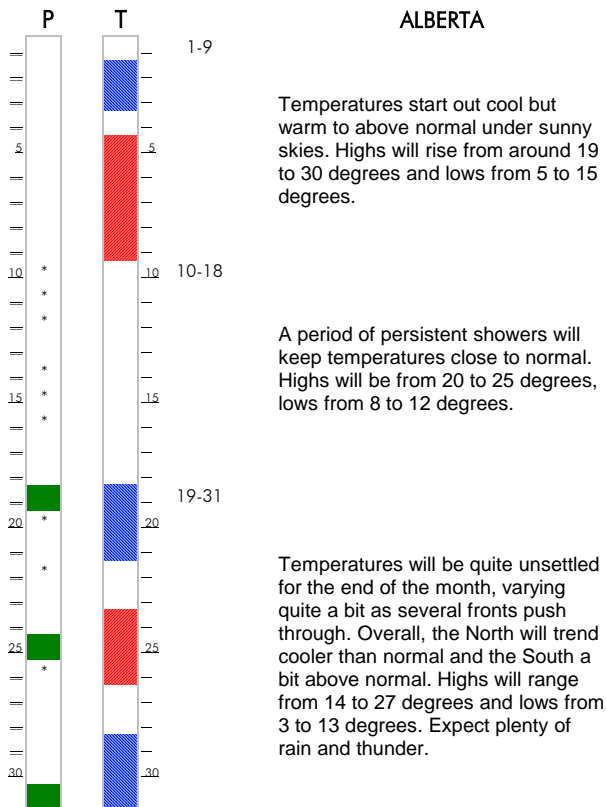 P T ALBERTA
1-9
Temperatures start out cool but
warm to above normal under sunny
skies. Highs will rise from around 19
to 30 degrees and lows from 5 to 15
degrees.
5 5
10 10 10-18
*
*
*
A period of persistent showers will
keep temperatures close to normal.
Highs will be from 20 to 25 degrees,
lows from 8 to 12 degrees.
*
*
15 15
*
19-31
20 20
*
*
Temperatures will be quite unsettled
for the end of the month, varying
quite a bit as several fronts push
through. Overall, the North will trend
cooler than normal and the South a
bit above normal. Highs will range
from 14 to 27 degrees and lows from
3 to 13 degrees. Expect plenty of
rain and thunder.
25 25
*
30 30